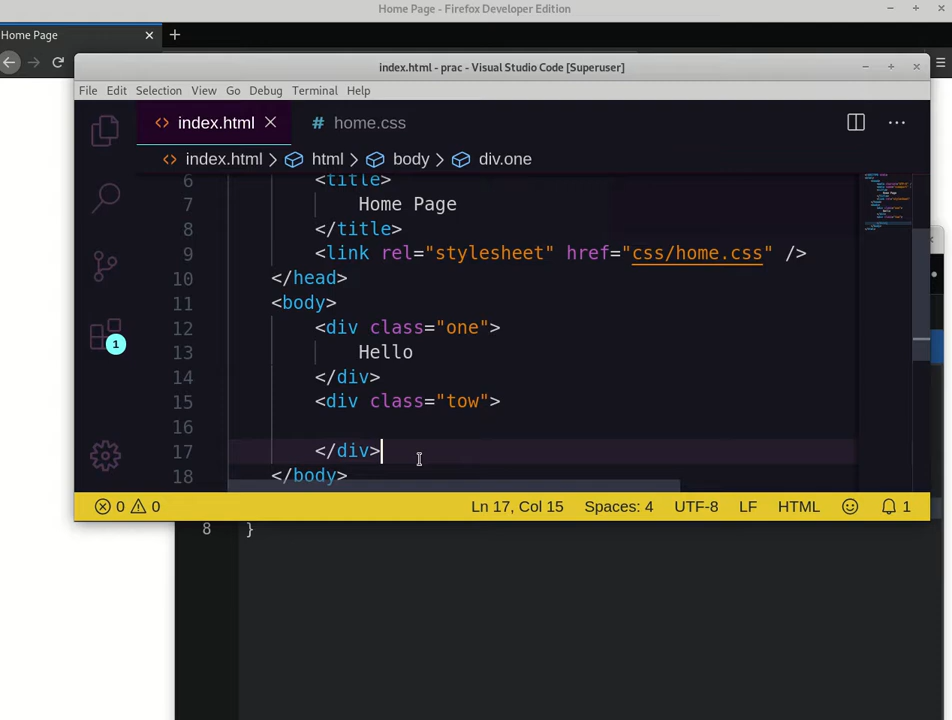 Home Page - Firefox Developer Edition
Home Page
index.html - prac - Visual Studio Code [Superuser]
File Edit Selection View Go Debug Terminal Help
index.html home.css
index.html > html > body > div.one
6 <title>
7 Home Page
8 </title>
9 <link rel="stylesheet" href="css/home.css" />
10 </head>
11 <body>
12 <div class="one">
13 Hello
14 </div>
15 <div class="tow">
16
17 </div>
18 </body>
1
0 0 Ln 17, Col 15 Spaces: 4 UTF-8 LF HTML 1
8 }